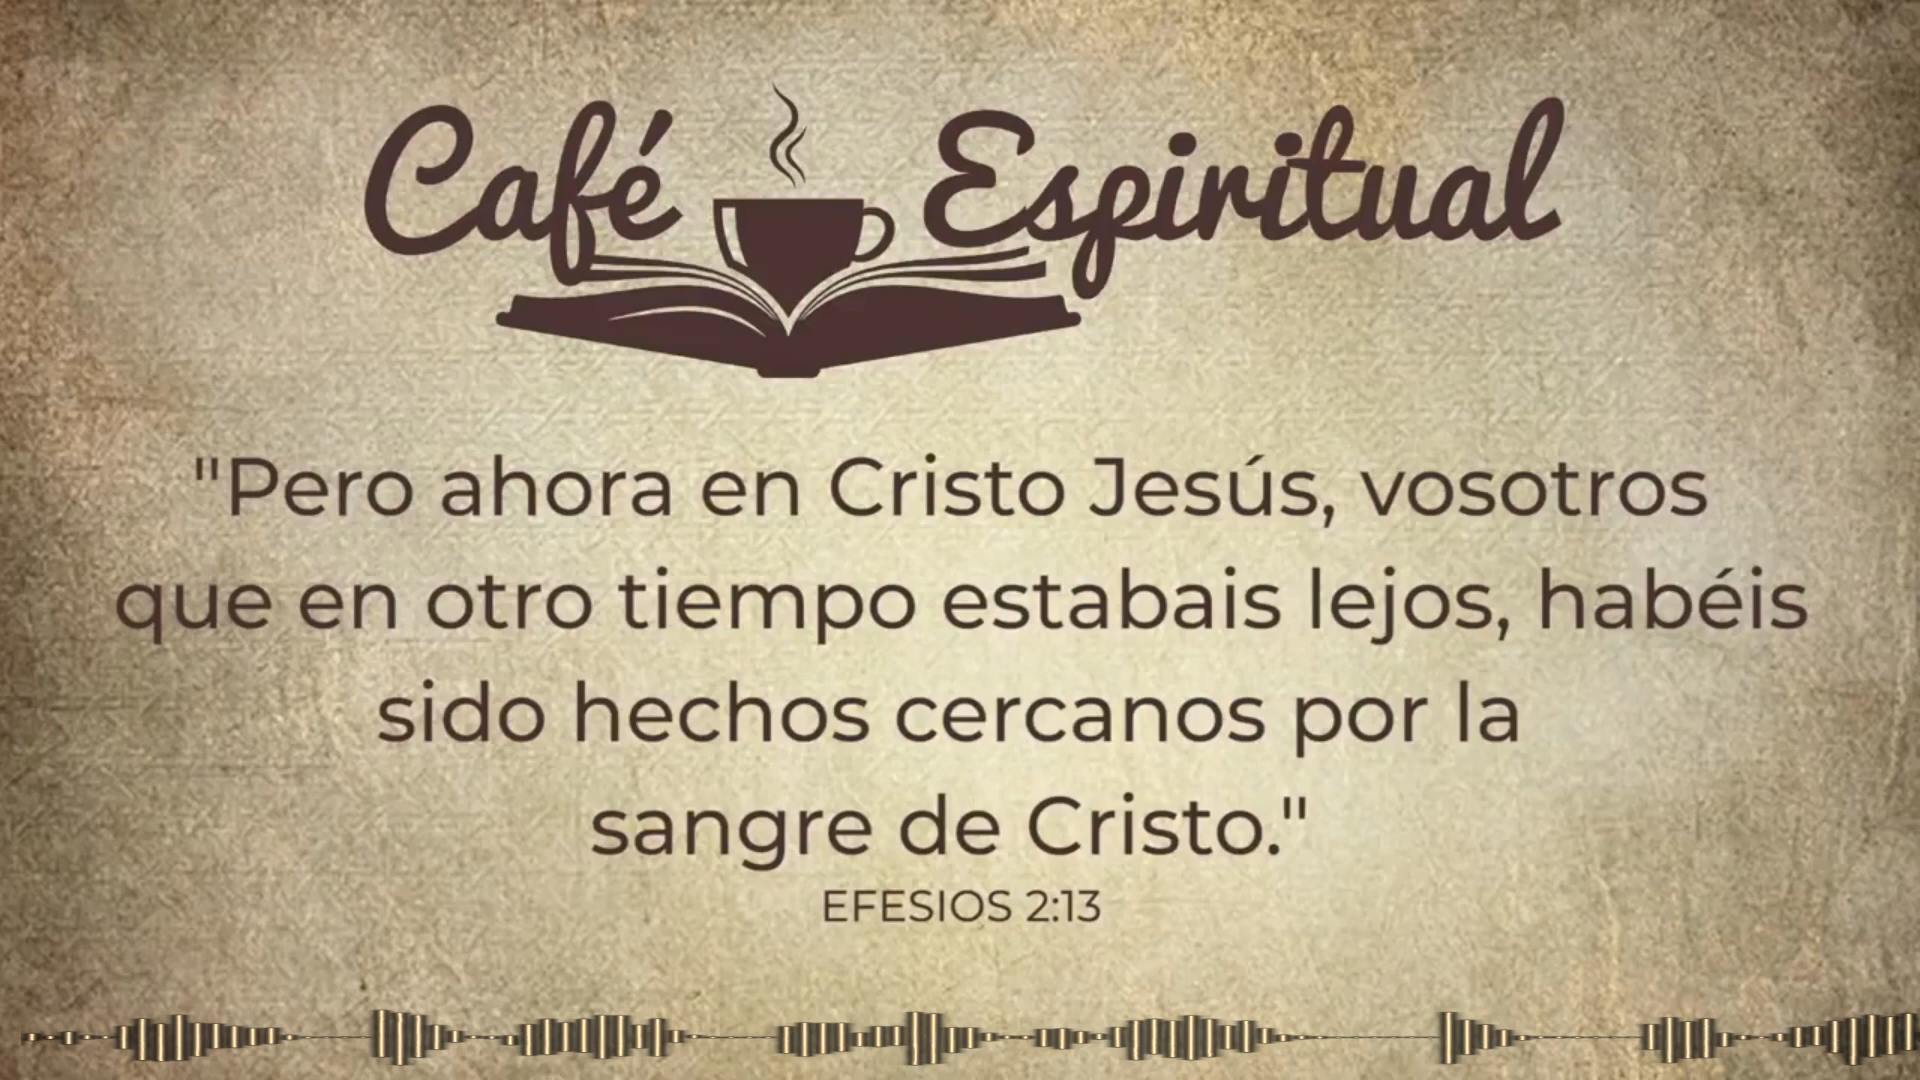 Café Espiritual
"Pero ahora en Cristo Jesús, vosotros
que en otro tiempo estabais lejos, habéis
sido hechos cercanos por la
sangre de Cristo."
EFESIOS 2:13